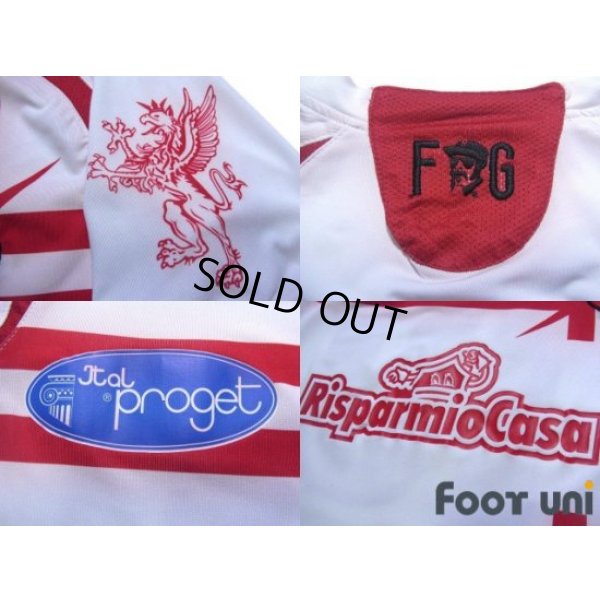 F G
SOLD OUT
Ital
proget
®
RisparmioCasa
FOOT uni